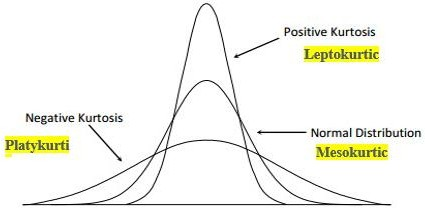 Positive Kurtosis
Leptokurtic
Negative Kurtosis
Platykurti
Normal Distribution
Mesokurtic